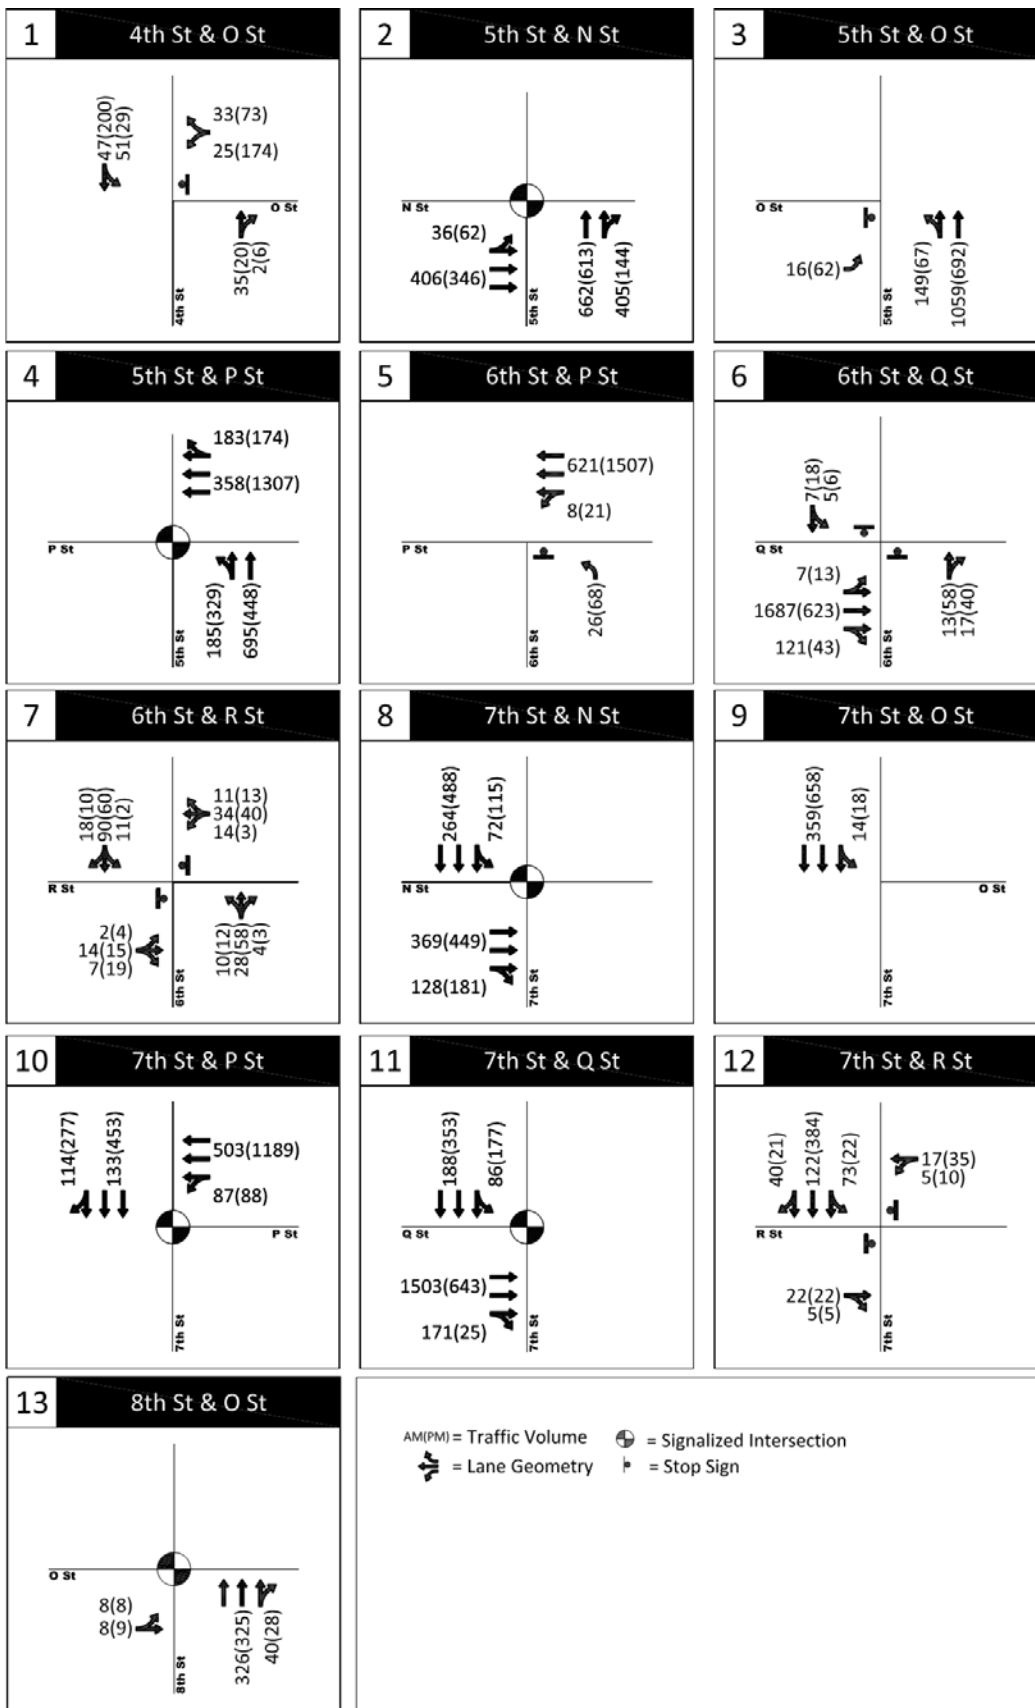 1 4th St & O St
47(200)
51(29)
33(73)
25(174)
O St
35(20)
2(6)
4th St
2 5th St & N St
N St
36(62)
406(346)
662(613)
405(144)
5th St
3 5th St & O St
O St
16(62)
149(67)
1059(692)
5th St
4 5th St & P St
183(174)
358(1307)
P St
185(329)
695(448)
5th St
5 6th St & P St
621(1507)
8(21)
P St
26(68)
6th St
6 6th St & Q St
7(18)
5(6)
Q St
7(13)
1687(623)
121(43)
13(58)
17(40)
6th St
7 6th St & R St
18(10)
90(60)
11(2)
11(13)
34(40)
14(3)
R St
2(4)
14(15)
7(19)
10(12)
28(58)
4(3)
6th St
8 7th St & N St
264(488)
72(115)
N St
369(449)
128(181)
7th St
9 7th St & O St
359(658)
14(18)
O St
7th St
10 7th St & P St
114(277)
133(453)
503(1189)
87(88)
P St
7th St
11 7th St & Q St
188(353)
86(177)
Q St
1503(643)
171(25)
7th St
12 7th St & R St
40(21)
122(384)
73(22)
17(35)
5(10)
R St
22(22)
5(5)
7th St
13 8th St & O St
O St
8(8)
8(9)
326(325)
40(28)
8th St
AM(PM) = Traffic Volume
= Signalized Intersection
= Lane Geometry
= Stop Sign